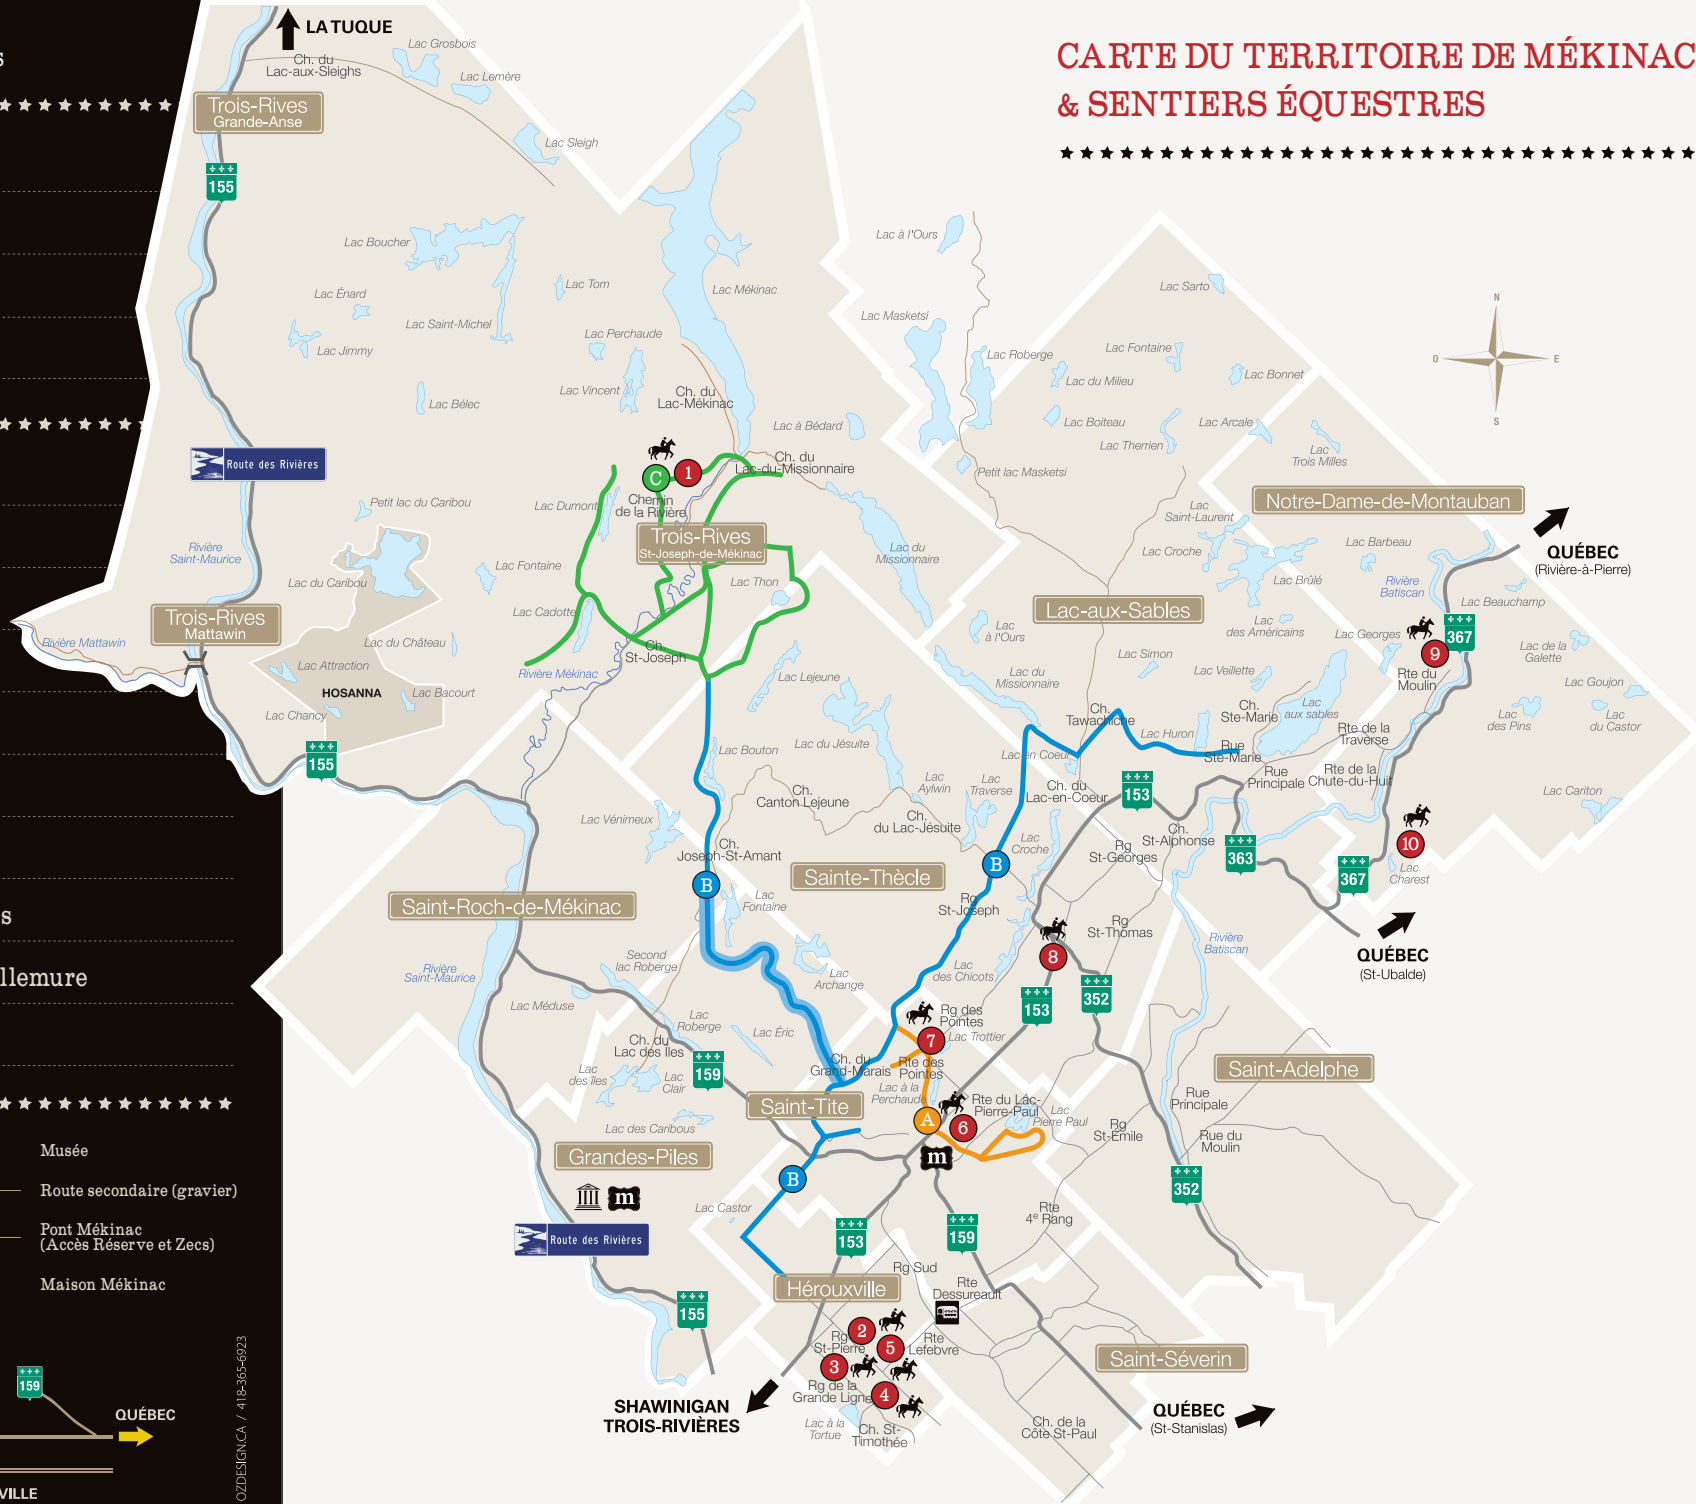 CARTE DU TERRITOIRE DE MÉKINAC
& SENTIERS ÉQUESTRES
LA TUQUE
Ch. du
Lac-aux-Sleighs
Lac Grosbois
Lac Lemère
Trois-Rives
Grande-Anse
Lac Sleigh
155
Lac Boucher
Lac Tom
Lac Mékinac
Lac à l'Ours
Lac Énard
Lac Saint-Michel
Lac Jimmy
Lac Perchaude
Lac Masketsi
Lac Sarto
N
O
E
S
Lac Roberge
Lac Fontaine
Lac du Milieu
Lac Bonnet
Lac Bélec
Lac Vincent
Ch. du
Lac-Mékinac
Lac à Bédard
Lac Boiteau
Lac Arcale
Lac Therrien
Lac
Trois Milles
Route des Rivières
C
1
Ch. du
Lac-du-Missionnaire
Petit lac Masketsi
Petit lac du Caribou
Lac Dumont
Chemin
de la Rivière
Lac
Saint-Laurent
Notre-Dame-de-Montauban
QUÉBEC
(Rivière-à-Pierre)
Trois-Rives
St-Joseph-de-Mékinac
Rivière
Saint-Maurice
Lac du
Missionnaire
Lac Croche
Lac Barbeau
Lac Fontaine
Lac du Caribou
Lac Thon
Lac Brûlé
Rivière
Batiscan
Lac Beauchamp
Lac Cadotte
Lac-aux-Sables
Trois-Rives
Mattawin
Rivière Mattawin
Lac du Château
Lac
à l'Ours
Lac
des Américains
Lac Georges
367
9
Lac de la
Galette
Ch.
St-Joseph
Lac Attraction
Lac Simon
Lac Veillette
Rte du
Moulin
HOSANNA
Lac Bacourt
Rivière Mékinac
Lac Lejeune
Lac du
Missionnaire
Lac Goujon
Lac Chancy
Ch.
Tawachiche
Ch.
Ste-Marie
Lac
aux sables
Lac
des Pins
Lac
du Castor
155
Lac Bouton
Lac du Jésuite
Lac en Coeur
Lac Huron
Rue
Ste-Marie
Rte de la
Traverse
Rue
Principale
Rte de la
Chute-du-Huit
Lac
Aylwin
Lac
Traverse
Ch. du
Lac-en-Coeur
153
Lac Cariton
Ch.
Canton Lejeune
Lac Vénimeux
Ch.
du Lac-Jésuite
Lac
Croche
Ch.
St-Alphonse
Rg
St-Georges
363
10
Ch.
Joseph-St-Amant
B
B
367
Lac
Charest
Sainte-Thècle
Saint-Roch-de-Mékinac
Lac
Fontaine
Rg
St-Joseph
Rg
St-Thomas
Rivière
Batiscan
QUÉBEC
(St-Ubalde)
8
Second
lac Roberge
Rivière
Saint-Maurice
Lac
Archange
Lac
des Chicots
153
352
Lac Méduse
Lac
Roberge
Lac Éric
Rg des
Pointes
7
Lac Trottier
Ch. du
Lac des Iles
159
Ch. du
Grand-Marais
Rte des
Pointes
Saint-Adelphe
Lac
des îles
Lac
Clair
Lac à la
Perchaude
Rte du Lac-
Pierre-Paul
Lac
Pierre Paul
Rue
Principale
Saint-Tite
A
6
Lac des Caribous
Rg
St-Émile
Rue du
Moulin
Grandes-Piles
m
B
352
m
Lac Castor
Rte
4e Rang
Route des Rivières
153
159
Rg Sud
Rte
Dessureault
Hérouxville
155
2
5
Rg
St-Pierre
Rte
Lefebvre
3
4
Saint-Séverin
Rg de la
Grande Ligne
SHAWINIGAN
TROIS-RIVIÈRES
Lac à la
Tortue
Ch. St-
Timothée
Ch. de la
Côte St-Paul
QUÉBEC
(St-Stanislas)
s
s
llemure
Musée
Route secondaire (gravier)
Pont Mékinac
(Accès Réserve et Zecs)
Maison Mékinac
159
QUÉBEC
VILLE
OZDESIGN.CA / 418-365-6923